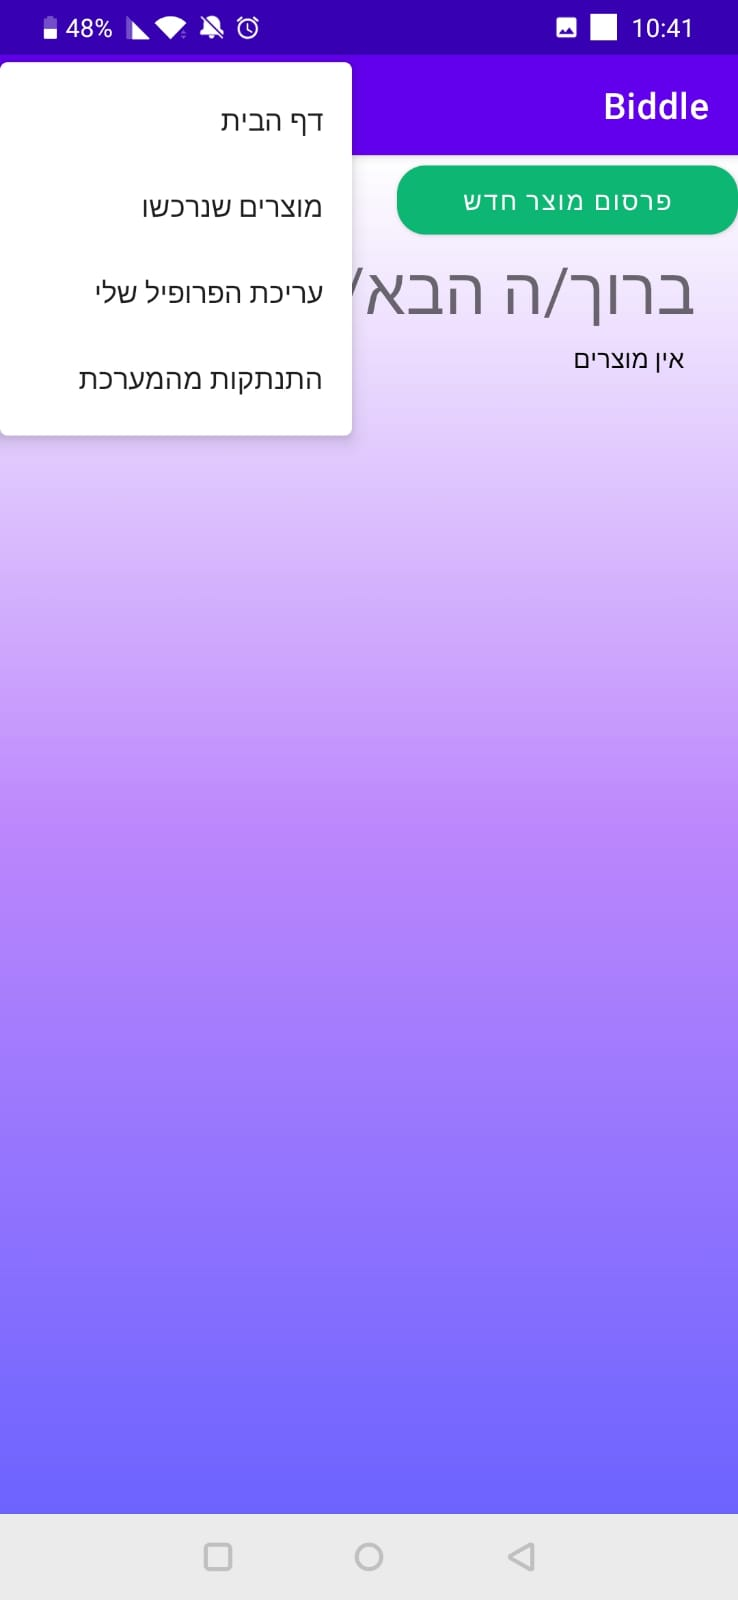 48%
10:41
Biddle
דף הבית
מוצרים שנרכשו
עריכת הפרופיל שלי
התנתקות מהמערכת
פרסום מוצר חדש
ברוך/ה הבא/
אין מוצרים